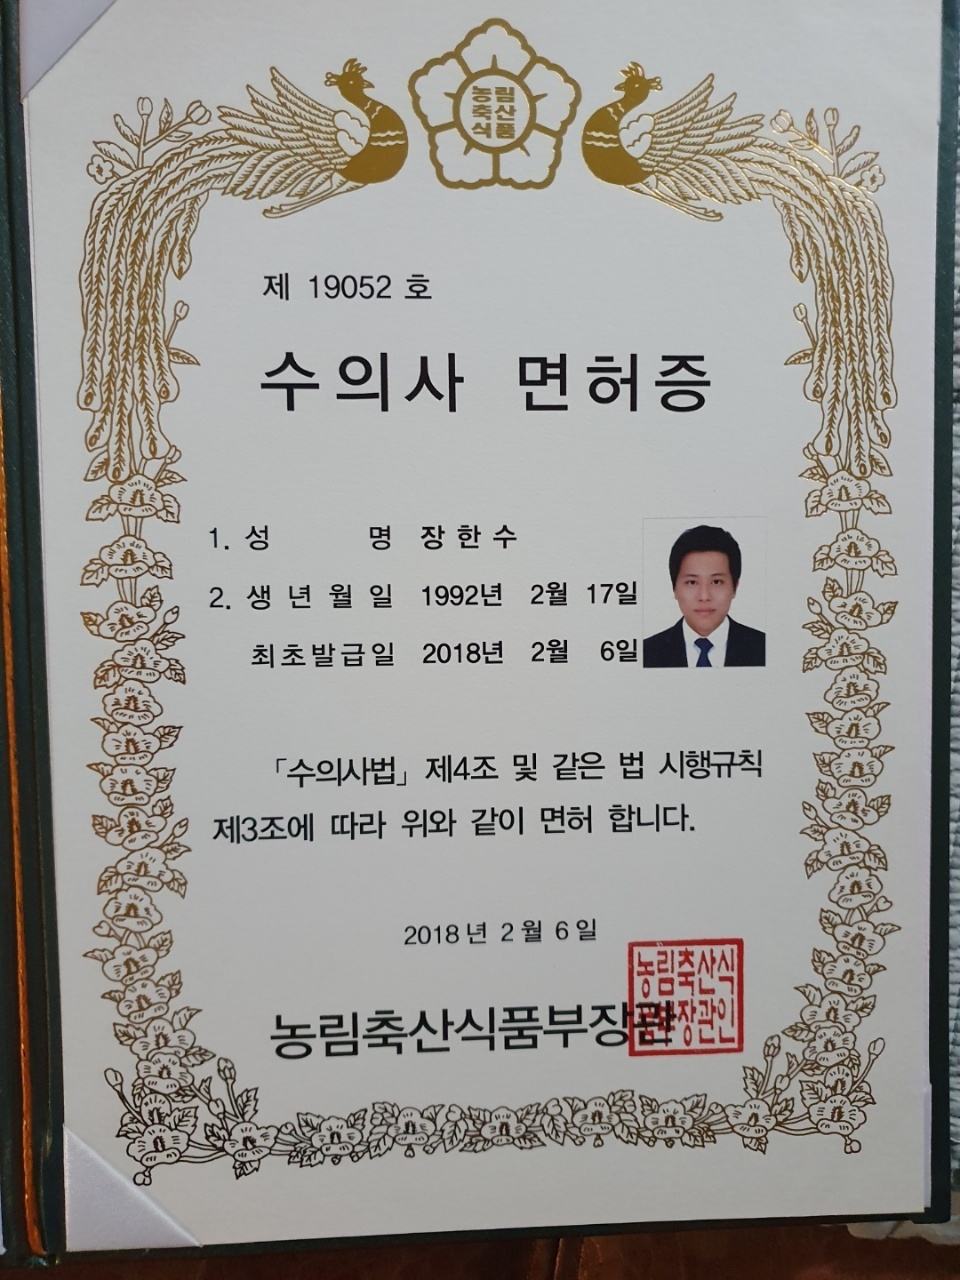 농림
축산
식품
제 19052 호
수의사 면허증
1. 성 명 장 한 수
2. 생 년 월 일 1992년 2월 17일
최초발급일 2018년 2월 6일
「수의사법」 제4조 및 같은 법 시행규칙
제3조에 따라 위와 같이 면허 합니다.
2018년 2월 6일
농림축산식품부장관
농림축산식
품부장관인